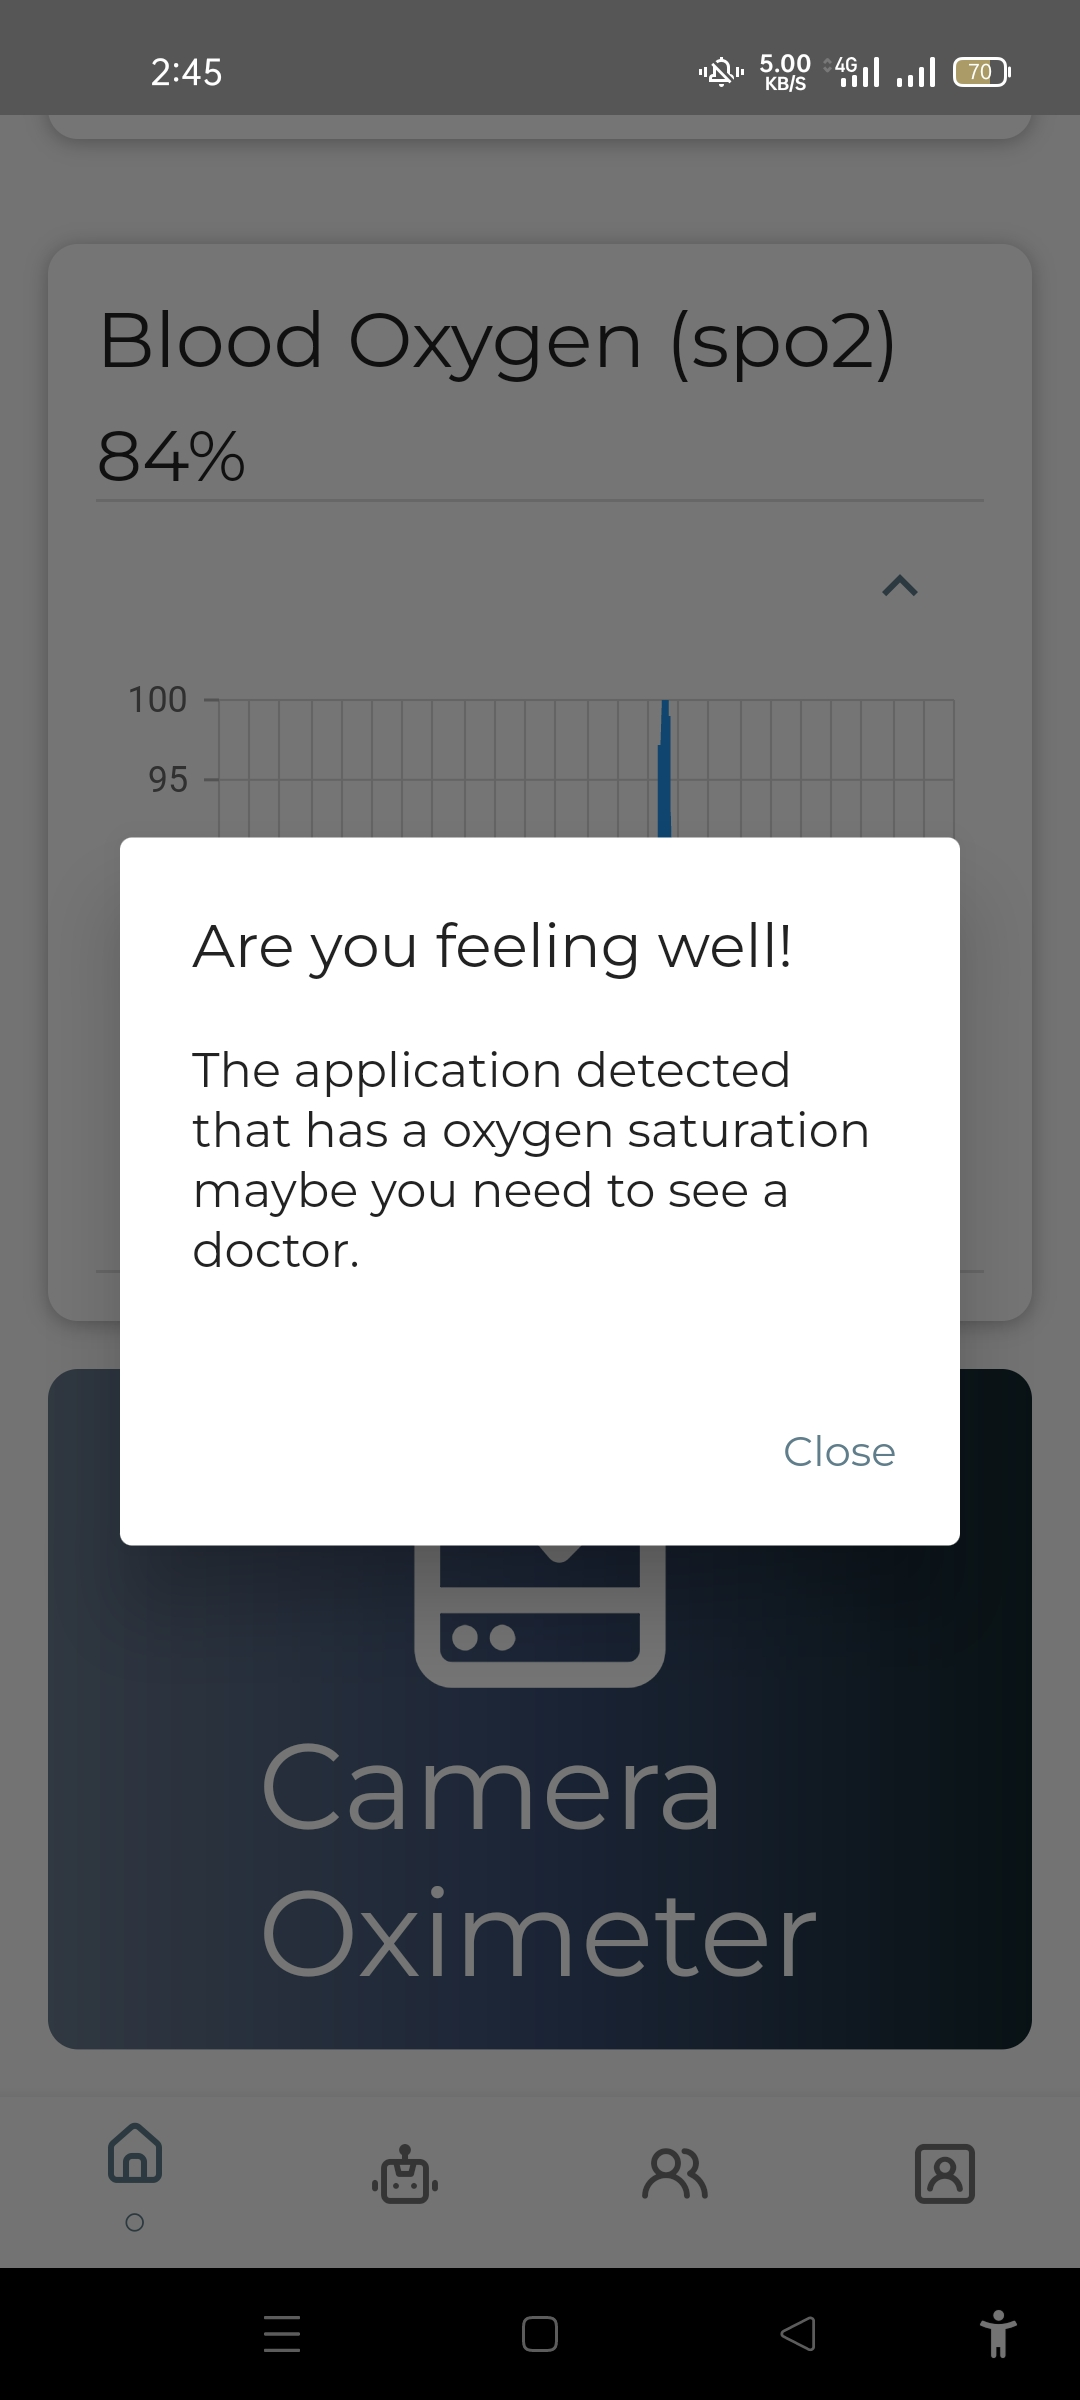 2:45
5.00
KB/S
4G
70
Blood Oxygen (spo2)
84%
100
95
Are you feeling well!
The application detected
that has a oxygen saturation
maybe you need to see a
doctor.
Close
Camera
Oximeter